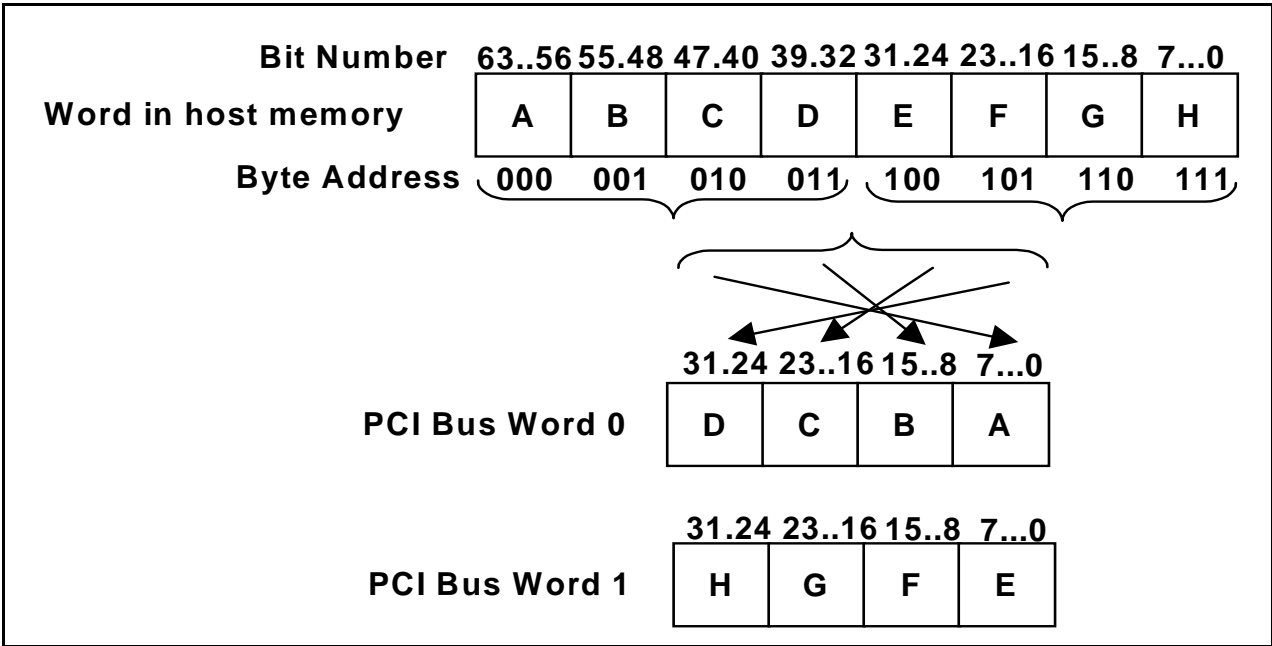 Bit Number 63..56 55.48 47.40 39.32 31.24 23..16 15..8 7...0
Word in host memory A B C D E F G H
Byte Address 000 001 010 011 100 101 110 111
31.24 23..16 15..8 7...0
PCI Bus Word 0 D C B A
31.24 23..16 15..8 7...0
PCI Bus Word 1 H G F E